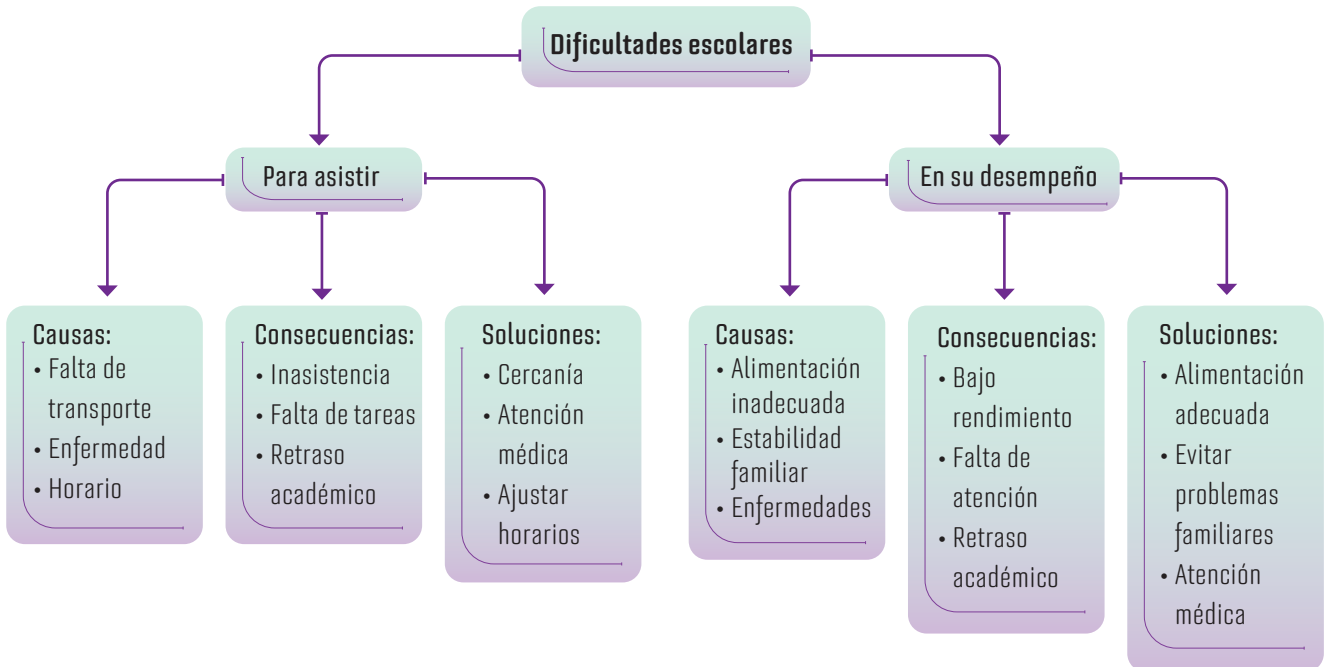 Dificultades escolares
Para asistir
En su desempeño
Causas:
• Falta de
transporte
• Enfermedad
• Horario
Consecuencias:
• Inasistencia
• Falta de tareas
• Retraso
académico
Soluciones:
• Cercanía
• Atención
médica
• Ajustar
horarios
Causas:
• Alimentación
inadecuada
• Estabilidad
familiar
• Enfermedades
Consecuencias:
• Bajo
rendimiento
• Falta de
atención
• Retraso
académico
Soluciones:
• Alimentación
adecuada
• Evitar
problemas
familiares
• Atención
médica